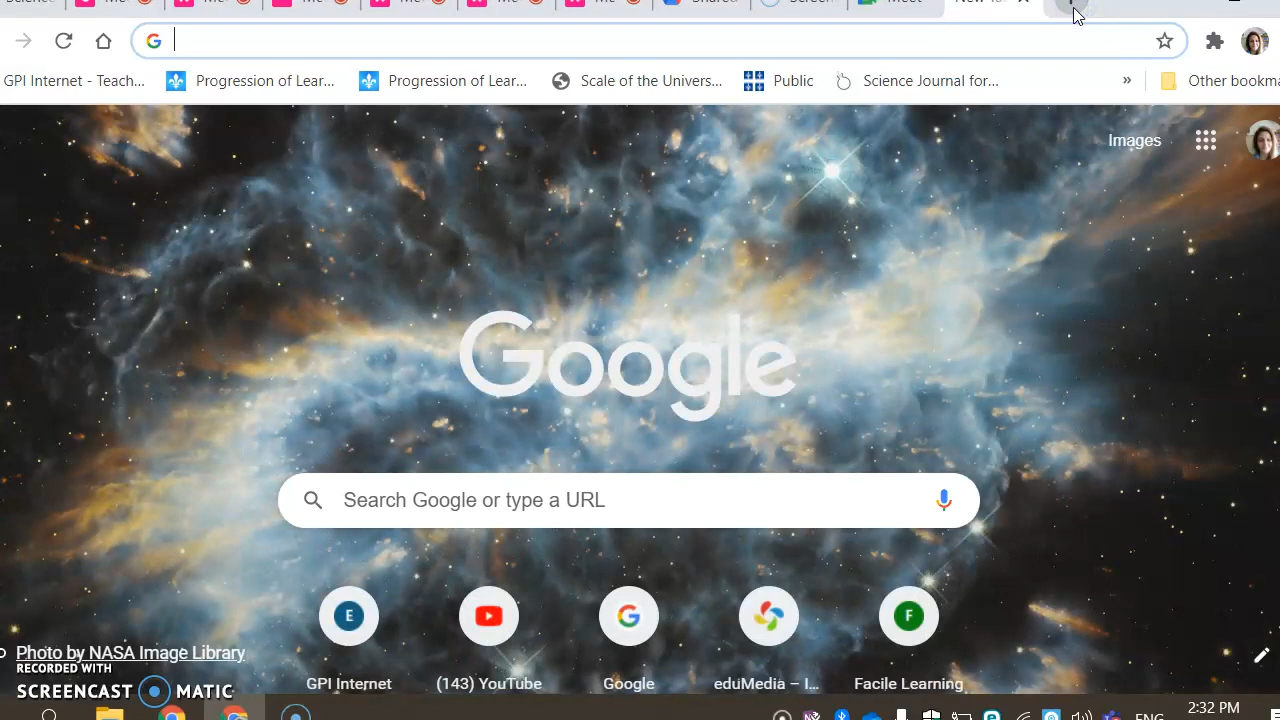 Meet
GPI Internet - Teach...
Progression of Lear...
Progression of Lear...
Scale of the Univers...
Public
Science Journal for...
»
Other bookma
Images
Google
Search Google or type a URL
E
F
GPI Internet
(143) YouTube
Google
eduMedia – I...
Facile Learning
Photo by NASA Image Library
RECORDED WITH
SCREENCAST MATIC
ENG
2:32 PM